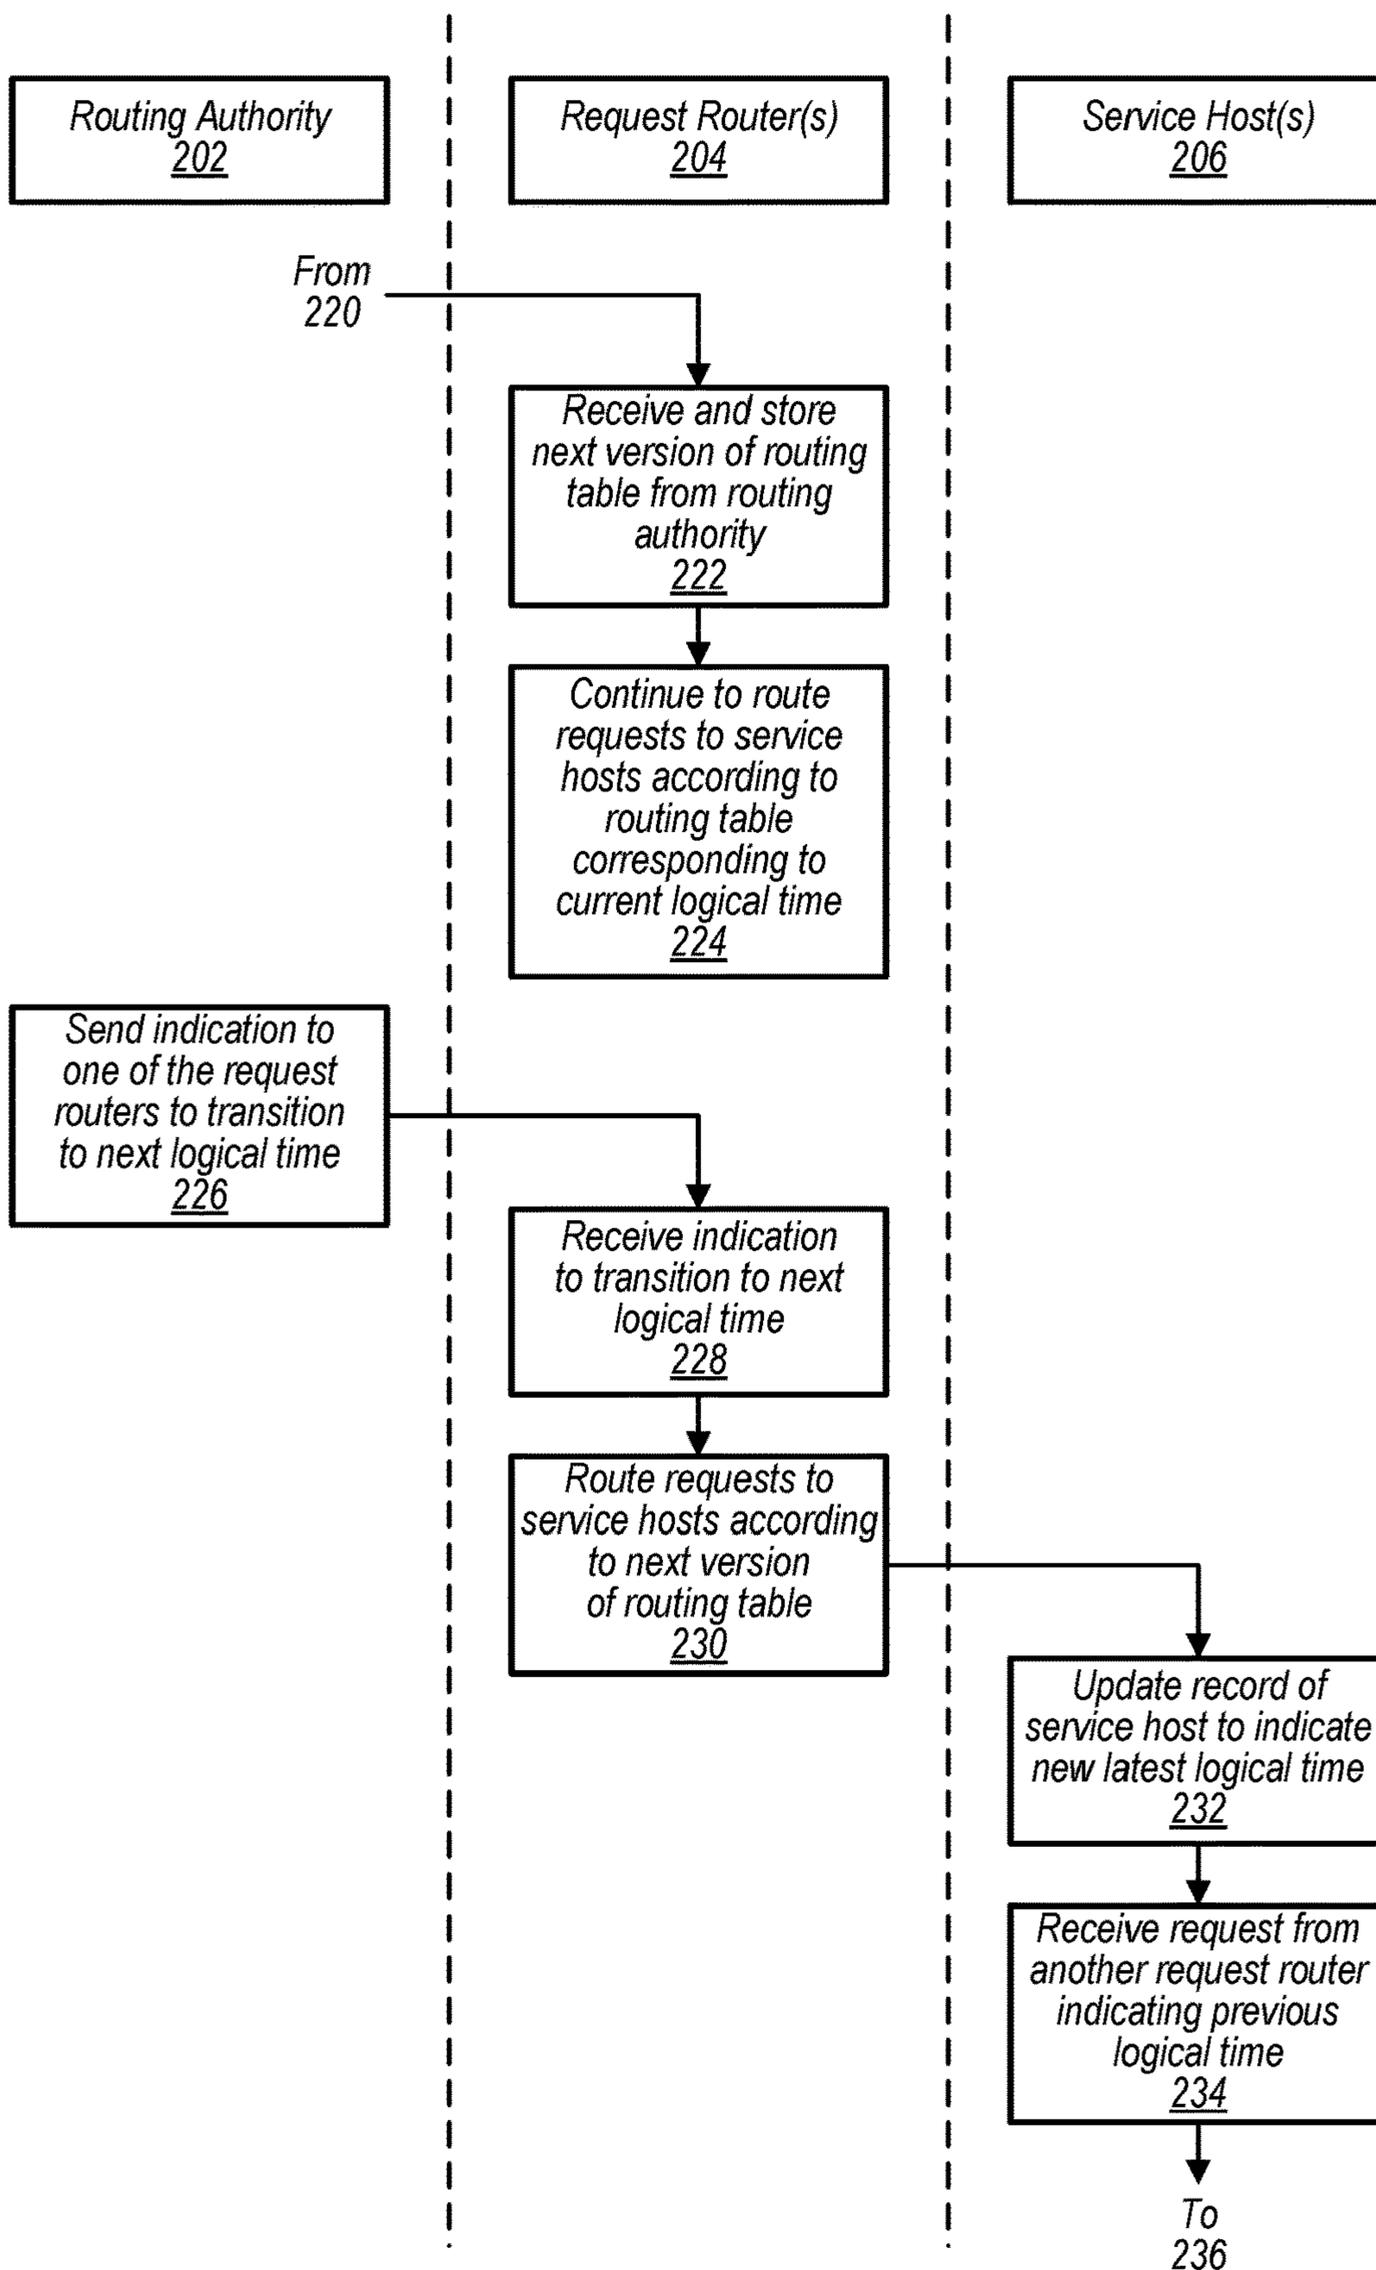 Routing Authority
202
Request Router(s)
204
Service Host(s)
206
From
220
Receive and store
next version of routing
table from routing
authority
222
Continue to route
requests to service
hosts according to
routing table
corresponding to
current logical time
224
Send indication to
one of the request
routers to transition
to next logical time
226
Receive indication
to transition to next
logical time
228
Route requests to
service hosts according
to next version
of routing table
230
Update record of
service host to indicate
new latest logical time
232
Receive request from
another request router
indicating previous
logical time
234
To
236